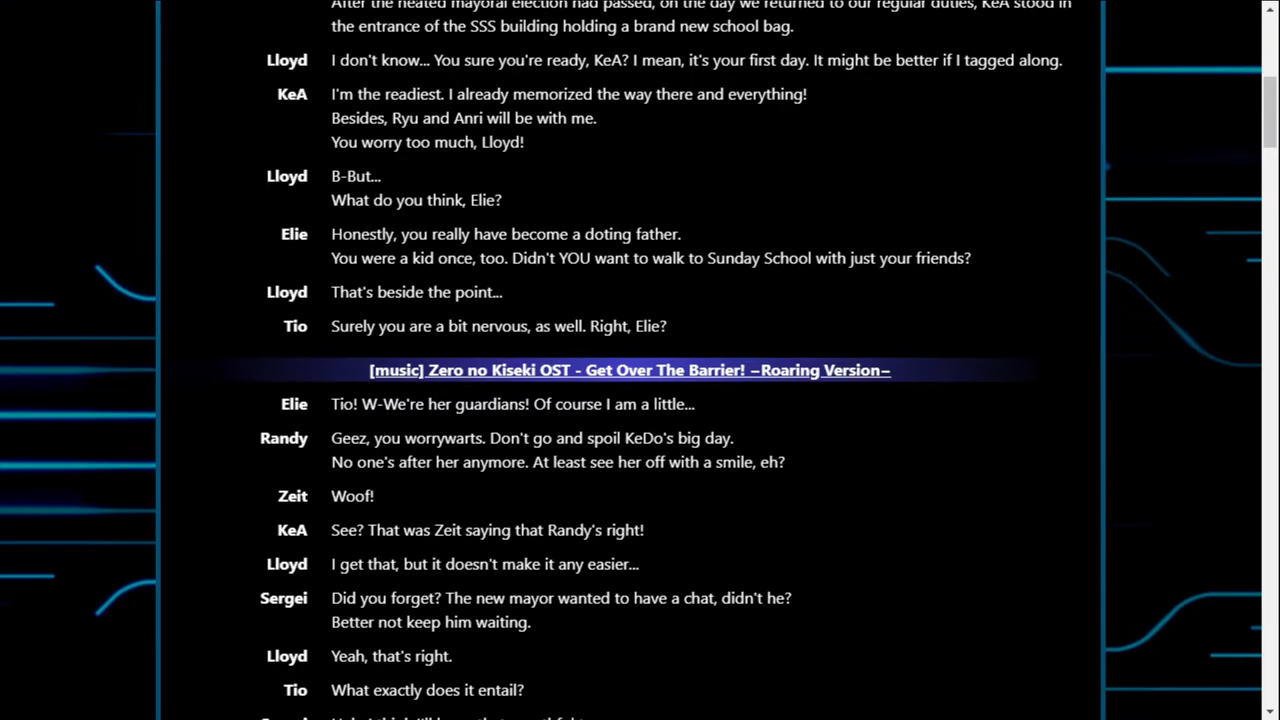 After the heated mayoral election had passed, on the day we returned to our regular duties, KeA stood in
the entrance of the SSS building holding a brand new school bag.
Lloyd I don't know... You sure you're ready, KeA? I mean, it's your first day. It might be better if I tagged along.
KeA I'm the readiest. I already memorized the way there and everything!
Besides, Ryu and Anri will be with me.
You worry too much, Lloyd!
Lloyd B-But...
What do you think, Elie?
Elie Honestly, you really have become a doting father.
You were a kid once, too. Didn't YOU want to walk to Sunday School with just your friends?
Lloyd That's beside the point...
Tio Surely you are a bit nervous, as well. Right, Elie?
[music] Zero no Kiseki OST - Get Over The Barrier! −Roaring Version−
Elie Tio! W-We're her guardians! Of course I am a little...
Randy Geez, you worrywarts. Don't go and spoil KeDo's big day.
No one's after her anymore. At least see her off with a smile, eh?
Zeit Woof!
KeA See? That was Zeit saying that Randy's right!
Lloyd I get that, but it doesn't make it any easier...
Sergei Did you forget? The new mayor wanted to have a chat, didn't he?
Better not keep him waiting.
Lloyd Yeah, that's right.
Tio What exactly does it entail?